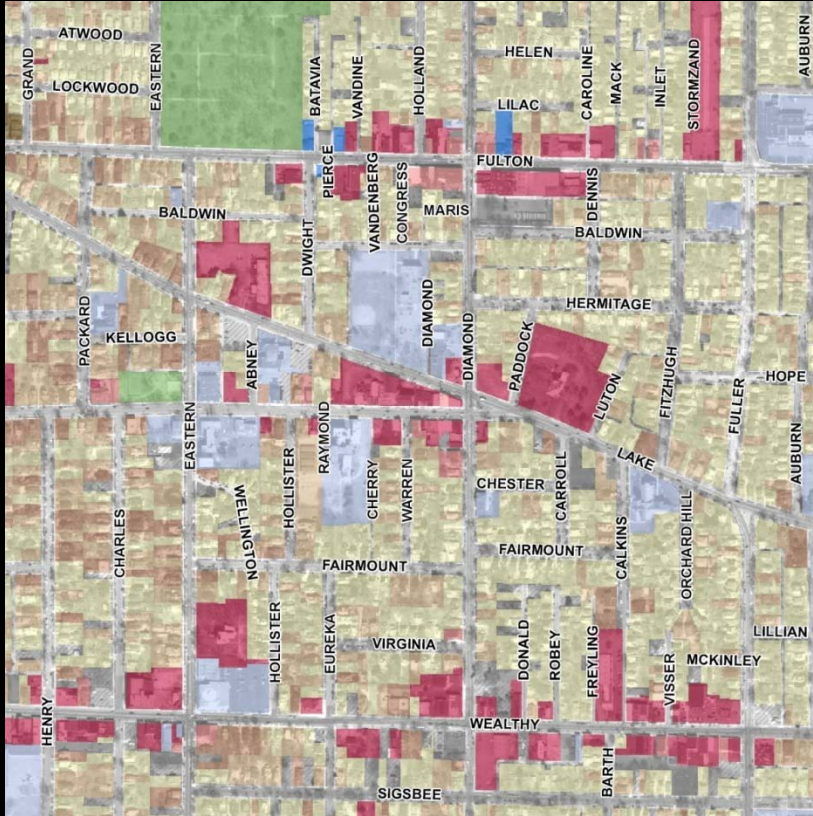 ATWOOD
GRAND
LOCKWOOD
EASTERN
BATAVIA
VANDINE
HOLLAND
HELEN
CAROLINE
MACK
INLET
STORMZAND
AUBURN
LILAC
FULTON
PIERCE
VANDENBERG
CONGRESS
MARIS
DENNIS
BALDWIN
BALDWIN
DWIGHT
HERMITAGE
DIAMOND
DIAMOND
PACKARD
KELLOGG
ABNEY
PADDOCK
LUTON
FITZHUGH
FULLER
HOPE
EASTERN
RAYMOND
HOLLISTER
CHERRY
WARREN
LAKE
AUBURN
CHESTER
CARROLL
WELLINGTON
CHARLES
FAIRMOUNT
FAIRMOUNT
CALKINS
ORCHARD HILL
HOLLISTER
EUREKA
VIRGINIA
DONALD
ROBEY
FREYLING
VISSER
MCKINLEY
LILLIAN
HENRY
WEALTHY
BARTH
SIGSBEE